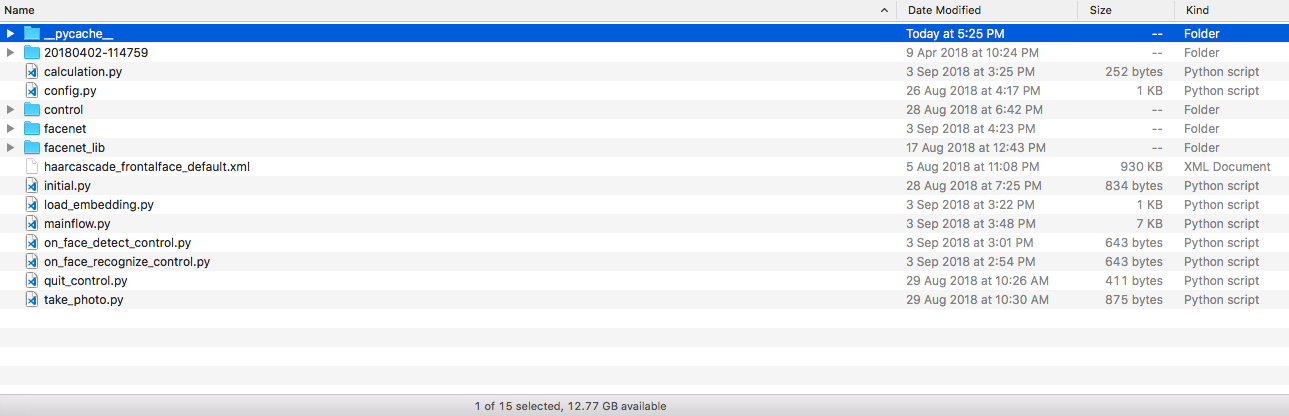 Name Date Modified Size Kind
__pycache__ Today at 5:25 PM -- Folder
20180402-114759 9 Apr 2018 at 10:24 PM -- Folder
calculation.py 3 Sep 2018 at 3:25 PM 252 bytes Python script
config.py 26 Aug 2018 at 4:17 PM 1 KB Python script
control 28 Aug 2018 at 6:42 PM -- Folder
facenet 3 Sep 2018 at 4:23 PM -- Folder
facenet_lib 17 Aug 2018 at 12:43 PM -- Folder
haarcascade_frontalface_default.xml 5 Aug 2018 at 11:08 PM 930 KB XML Document
initial.py 28 Aug 2018 at 7:25 PM 834 bytes Python script
load_embedding.py 3 Sep 2018 at 3:22 PM 1 KB Python script
mainflow.py 3 Sep 2018 at 3:48 PM 7 KB Python script
on_face_detect_control.py 3 Sep 2018 at 3:01 PM 643 bytes Python script
on_face_recognize_control.py 3 Sep 2018 at 2:54 PM 643 bytes Python script
quit_control.py 29 Aug 2018 at 10:26 AM 411 bytes Python script
take_photo.py 29 Aug 2018 at 10:30 AM 875 bytes Python script
1 of 15 selected, 12.77 GB available